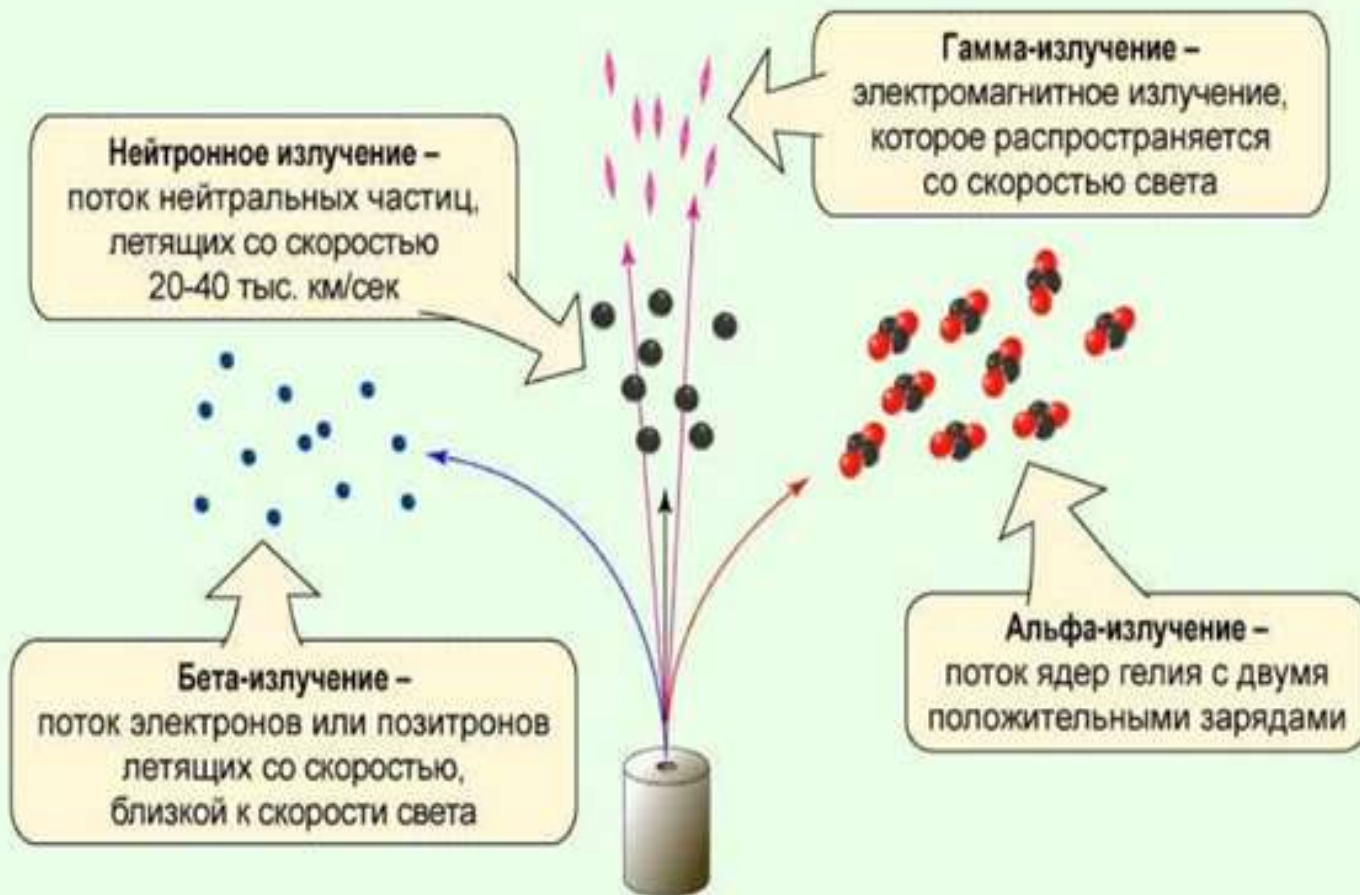 Гамма-излучение –
электромагнитное излучение,
которое распространяется
со скоростью света
Нейтронное излучение –
поток нейтральных частиц,
летящих со скоростью
20-40 тыс. км/сек
Альфа-излучение –
поток ядер гелия с двумя
положительными зарядами
Бета-излучение –
поток электронов или позитронов
летящих со скоростью,
близкой к скорости света